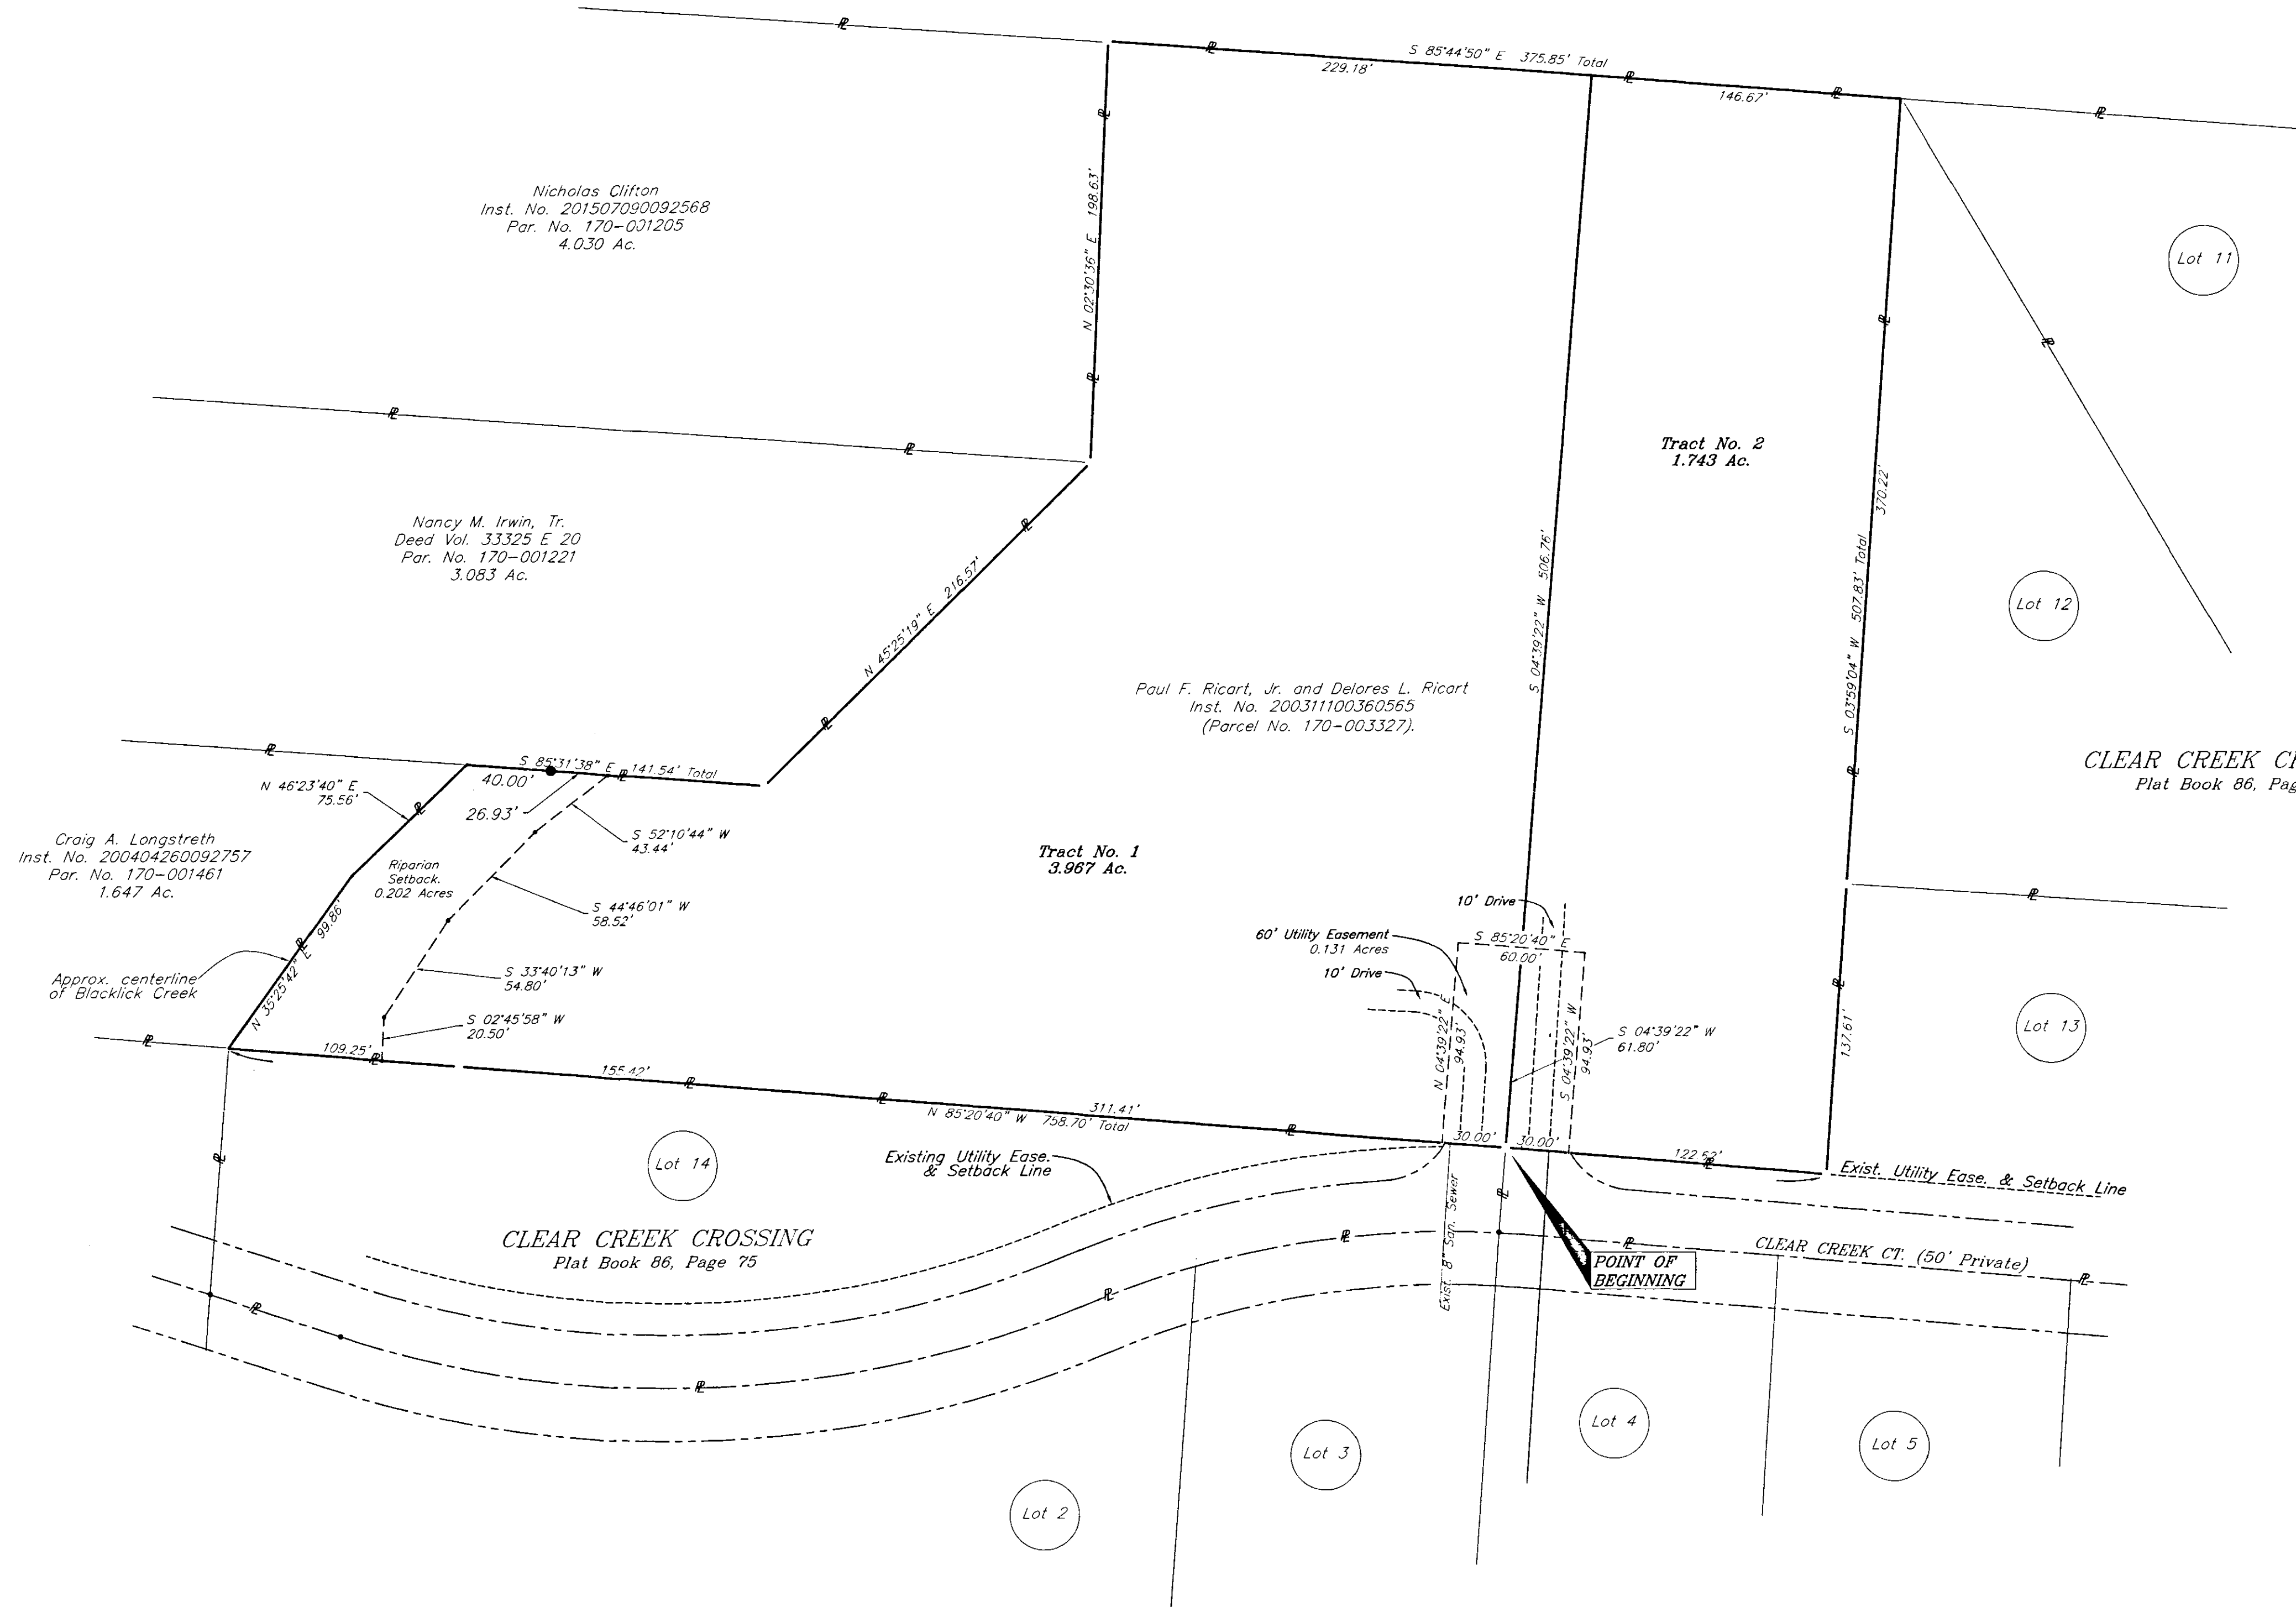 S 85°44'50" E 375.85' Total
229.18'
146.67'
N 02°30'36" E 198.63'
Nicholas Clifton
Inst. No. 201507090092568
Par. No. 170-001205
4.030 Ac.
Lot 11
Tract No. 2
1.743 Ac.
370.22'
S 03°59'04" W 507.83' Total
S 04°39'22" W 506.76'
Nancy M. Irwin, Tr.
Deed Vol. 33325 E 20
Par. No. 170-001221
3.083 Ac.
N 45°25'19" E 216.57'
Lot 12
Paul F. Ricart, Jr. and Delores L. Ricart
Inst. No. 200311100360565
(Parcel No. 170-003327).
CLEAR CREEK
Plat Book 86,
S 85°31'38" E 141.54' Total
40.00'
26.93'
N 46°23'40" E
75.56'
S 52°10'44" W
43.44'
Craig A. Longstreth
Inst. No. 200404260092757
Par. No. 170-001461
1.647 Ac.
Riparian
Setback.
0.202 Acres
Tract No. 1
3.967 Ac.
S 44°46'01" W
58.52'
N 35°25'42" E 99.86'
Approx. centerline
of Blacklick Creek
S 33°40'13" W
54.80'
S 02°45'58" W
20.50'
10' Drive
60' Utility Easement
0.131 Acres
S 85°20'40" E
60.00'
10' Drive
N 04°39'22" E
94.93'
S 04°39'22" W
94.93'
S 04°39'22" W
61.80'
137.61'
Lot 13
109.25'
155.42'
311.41'
N 85°20'40" W 758.70' Total
30.00'
30.00'
122.52'
Lot 14
Existing Utility Ease.
& Setback Line
Exist. Utility Ease. & Setback Line
Exist. 8" San. Sewer
CLEAR CREEK CROSSING
Plat Book 86, Page 75
CLEAR CREEK CT. (50' Private)
POINT OF
BEGINNING
Lot 2
Lot 3
Lot 4
Lot 5